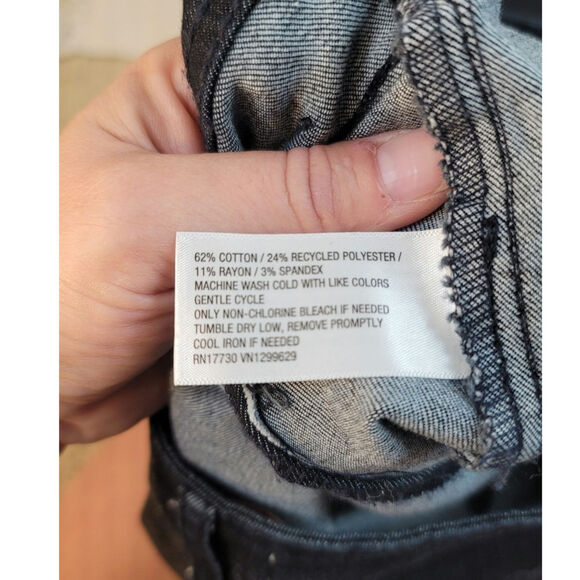 62% COTTON / 24% RECYCLED POLYESTER /
11% RAYON / 3% SPANDEX
MACHINE WASH COLD WITH LIKE COLORS
GENTLE CYCLE
ONLY NON-CHLORINE BLEACH IF NEEDED
TUMBLE DRY LOW, REMOVE PROMPTLY
COOL IRON IF NEEDED
RN17730 VN1299629